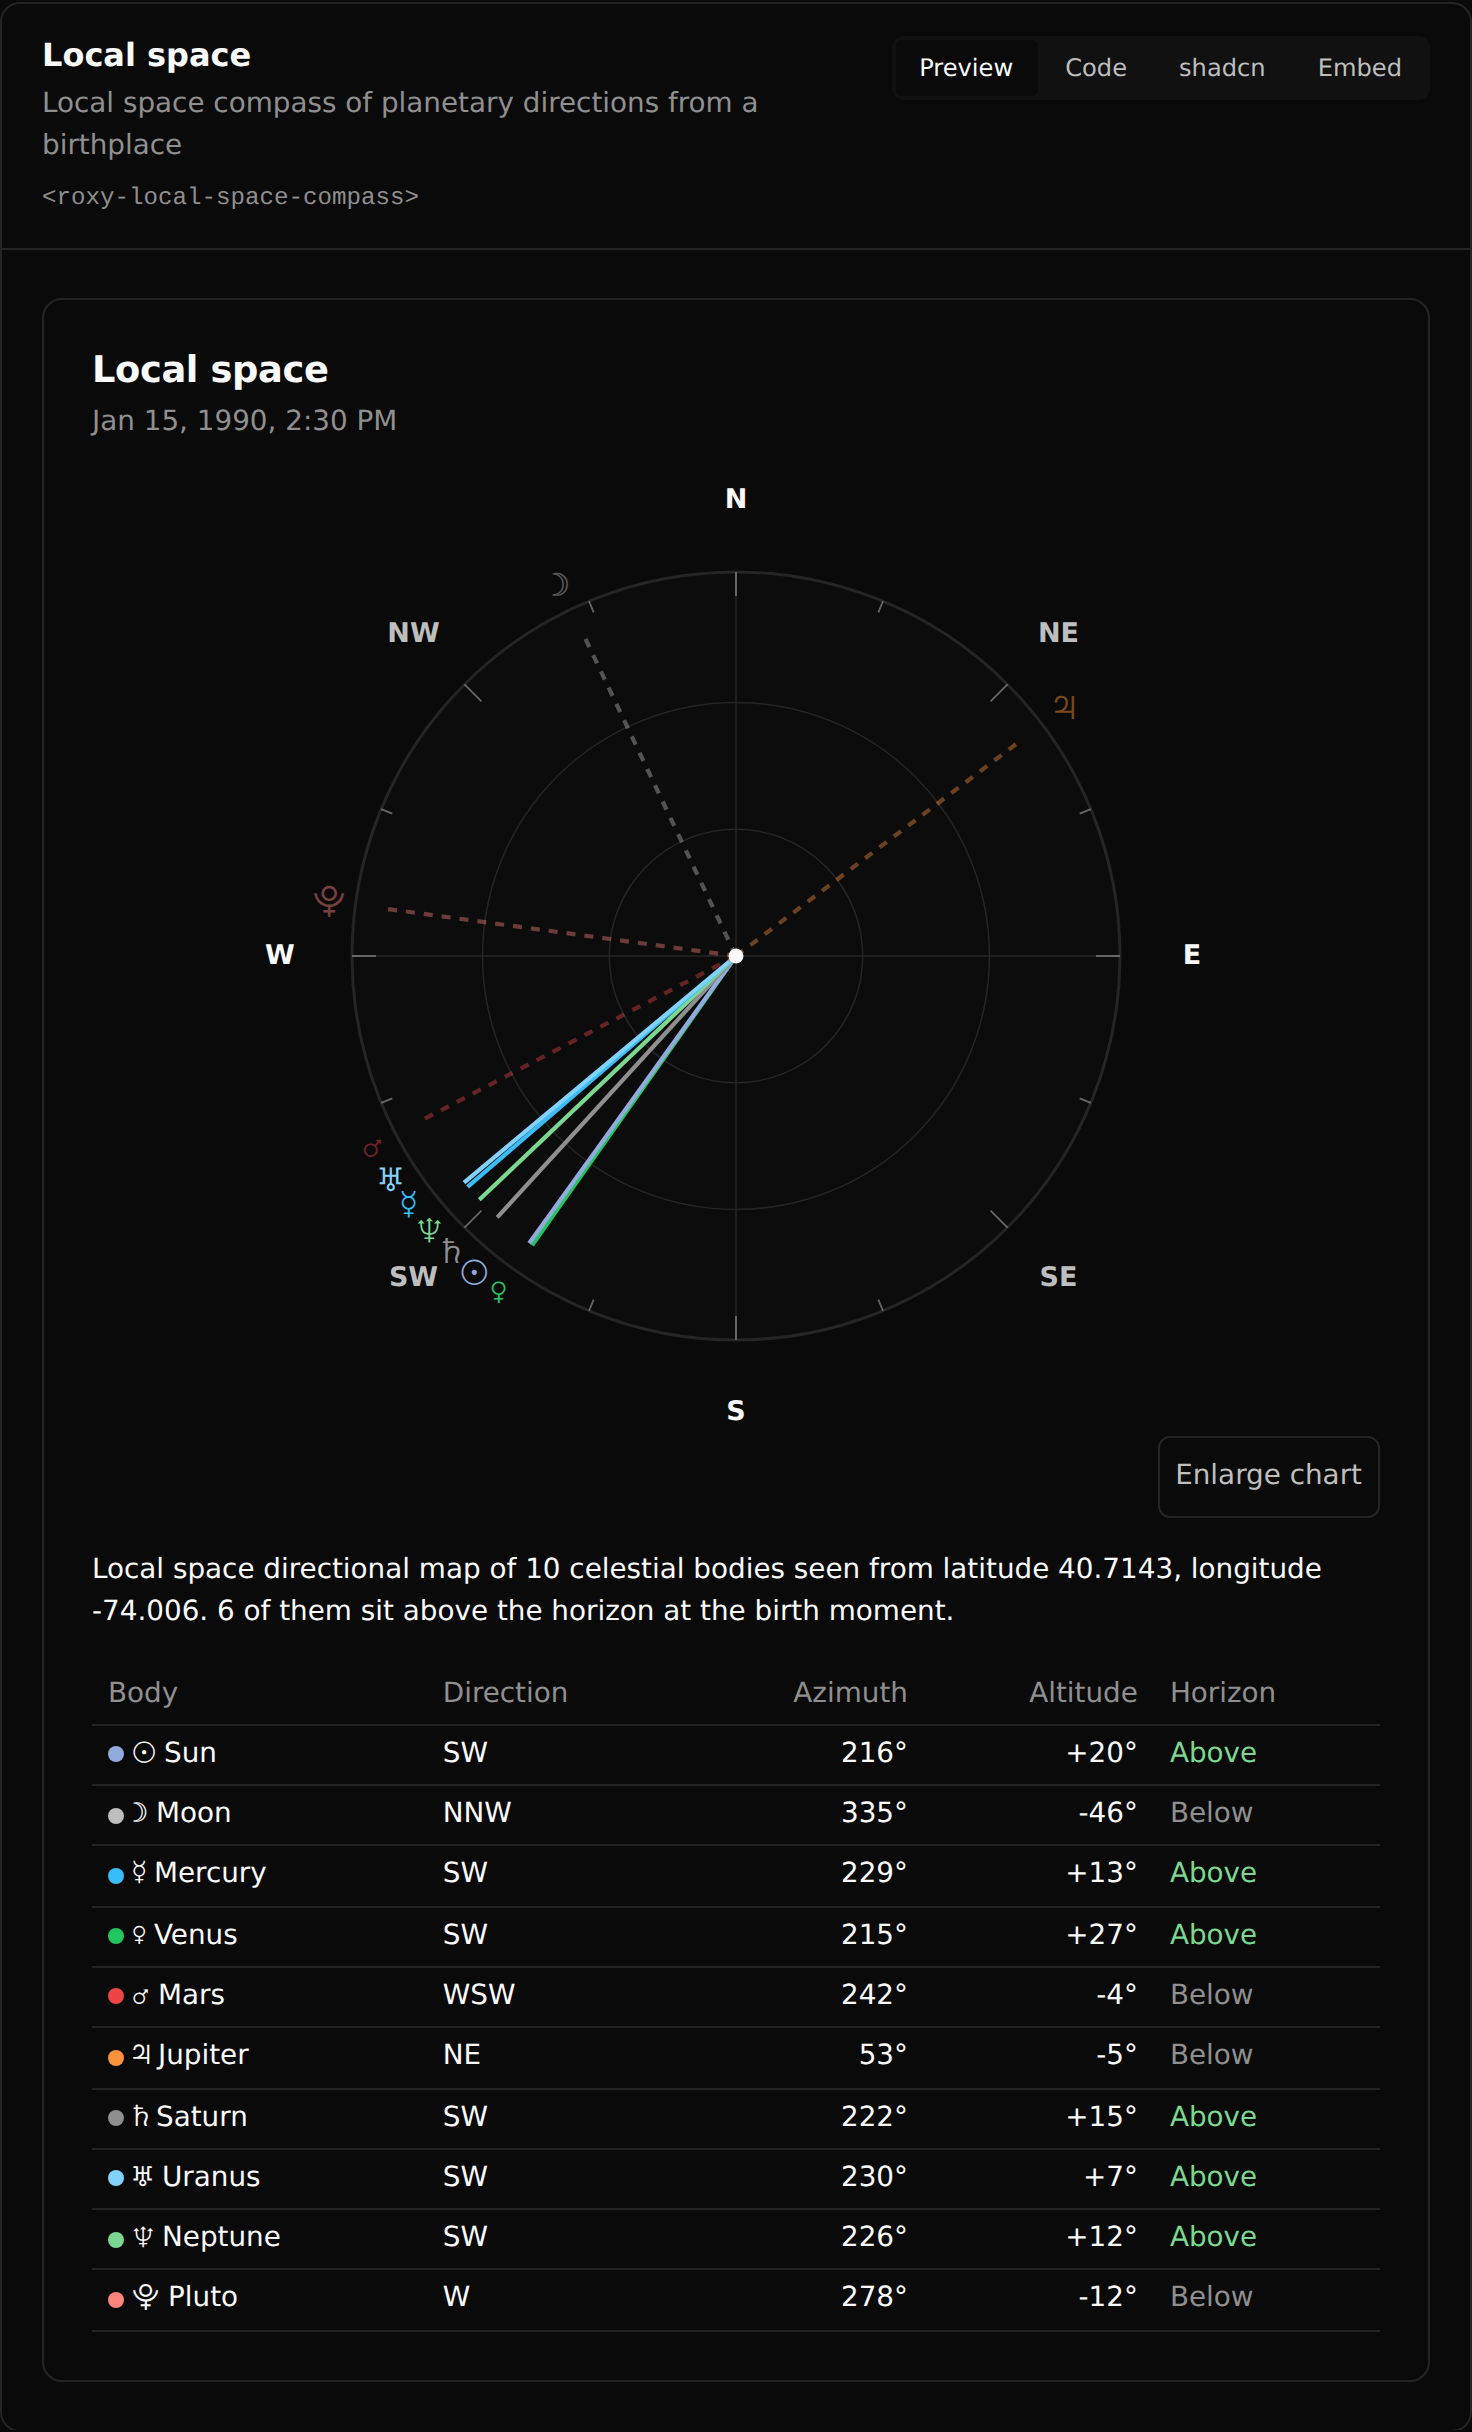 Local space
Preview Code shadcn Embed
Local space compass of planetary directions from a
birthplace
<roxy-local-space-compass>
Local space
Jan 15, 1990, 2:30 PM
N
☽
NW NE
♃
♇
W E
♂
♅
☿
♆
♄
SW ☉ SE
♀
S
Enlarge chart
Local space directional map of 10 celestial bodies seen from latitude 40.7143, longitude
-74.006. 6 of them sit above the horizon at the birth moment.
Body Direction Azimuth Altitude Horizon
☉ Sun SW 216° +20° Above
☽ Moon NNW 335° -46° Below
☿ Mercury SW 229° +13° Above
♀ Venus SW 215° +27° Above
♂ Mars WSW 242° -4° Below
♃ Jupiter NE 53° -5° Below
♄ Saturn SW 222° +15° Above
♅ Uranus SW 230° +7° Above
♆ Neptune SW 226° +12° Above
♇ Pluto W 278° -12° Below